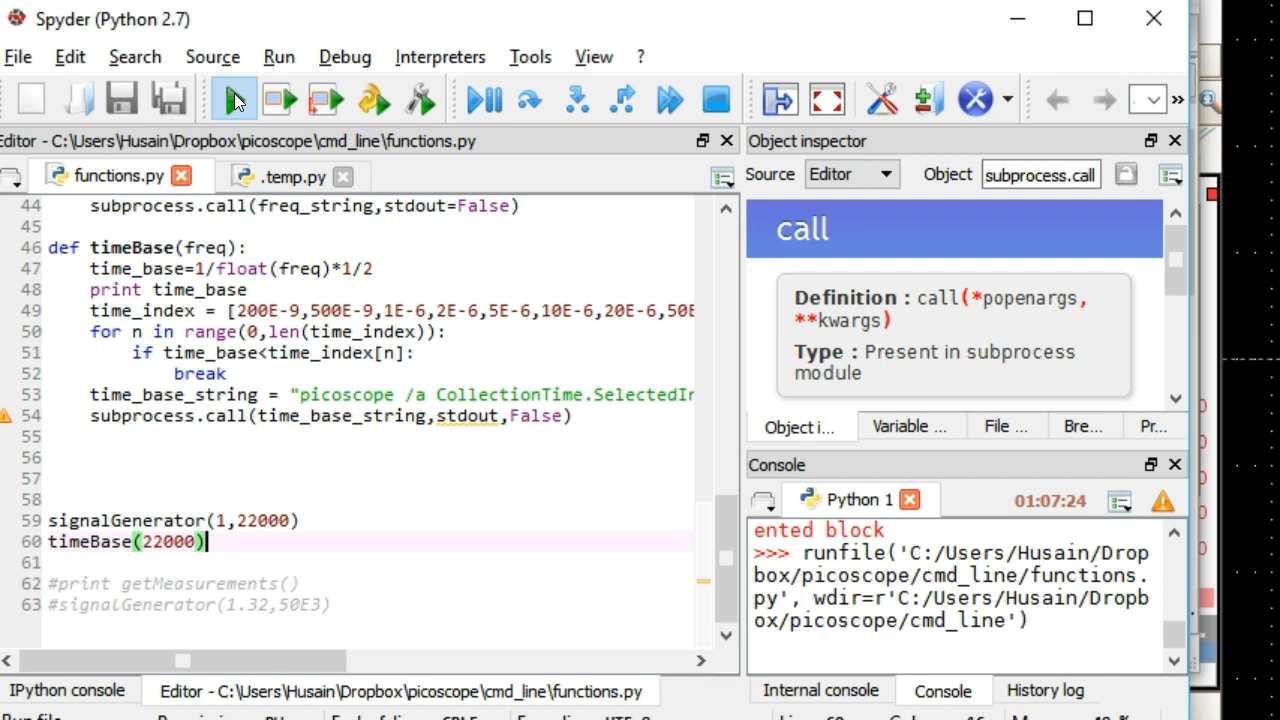 Spyder (Python 2.7)
File Edit Search Source Run Debug Interpreters Tools View ?
Editor - C:\Users\Husain\Dropbox\picoscope\cmd_line\functions.py
functions.py
.temp.py
44 subprocess.call(freq_string,stdout=False)
45
46 def timeBase(freq):
47 time_base=1/float(freq)*1/2
48 print time_base
49 time_index = [200E-9,500E-9,1E-6,2E-6,5E-6,10E-6,20E-6,50E
50 for n in range(0,len(time_index)):
51 if time_base<time_index[n]:
52 break
53 time_base_string = "picoscope /a CollectionTime.SelectedIn
54 subprocess.call(time_base_string,stdout,False)
55
56
57
58
59 signalGenerator(1,22000)
60 timeBase(22000)
61
62 #print getMeasurements()
63 #signalGenerator(1.32,50E3)
Object inspector
Source Editor Object subprocess.call
call
Definition : call(*popenargs,
**kwargs)
Type : Present in subprocess
module
Object i... Variable ... File ... Bre... Pr...
Console
Python 1 01:07:24
ented block
>>> runfile('C:/Users/Husain/Drop
box/picoscope/cmd_line/functions.
py', wdir=r'C:/Users/Husain/Dropb
ox/picoscope/cmd_line')
IPython console Editor - C:\Users\Husain\Dropbox\picoscope\cmd_line\functions.py
Internal console Console History log